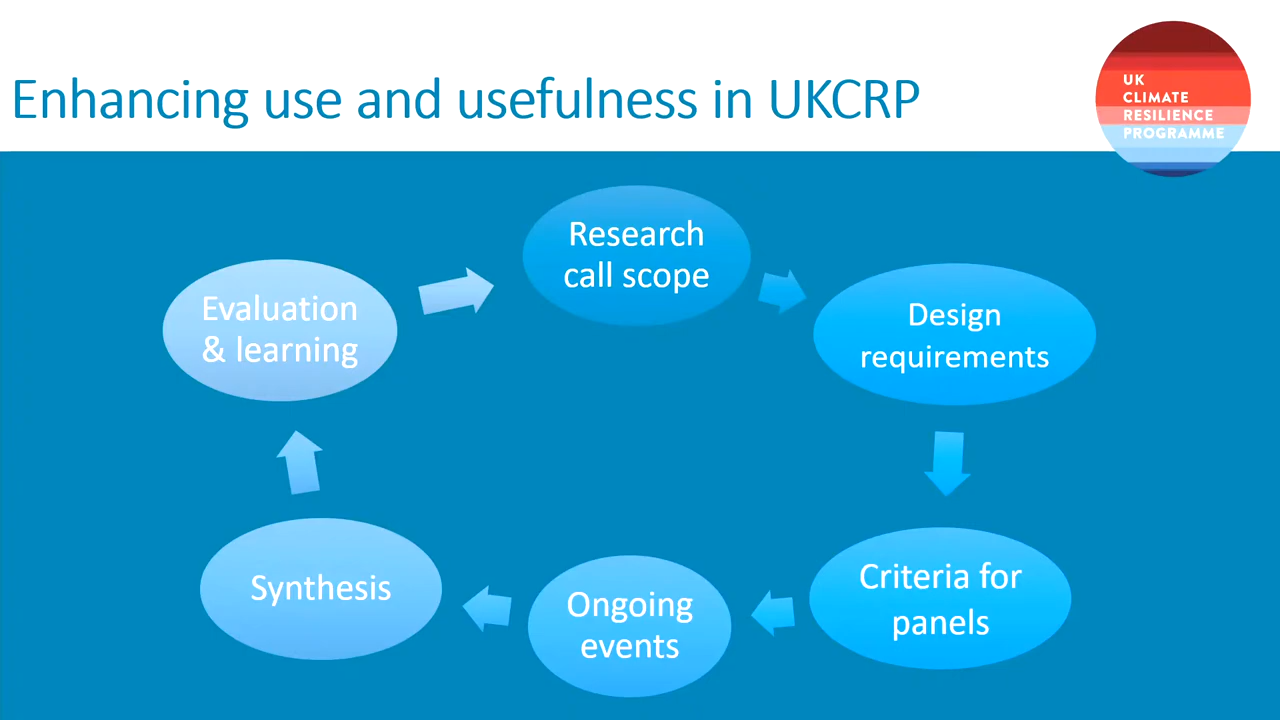 Enhancing use and usefulness in UKCRP
UK
CLIMATE
RESILIENCE
PROGRAMME
Research
call scope
Design
requirements
Criteria for
panels
Ongoing
events
Synthesis
Evaluation
& learning